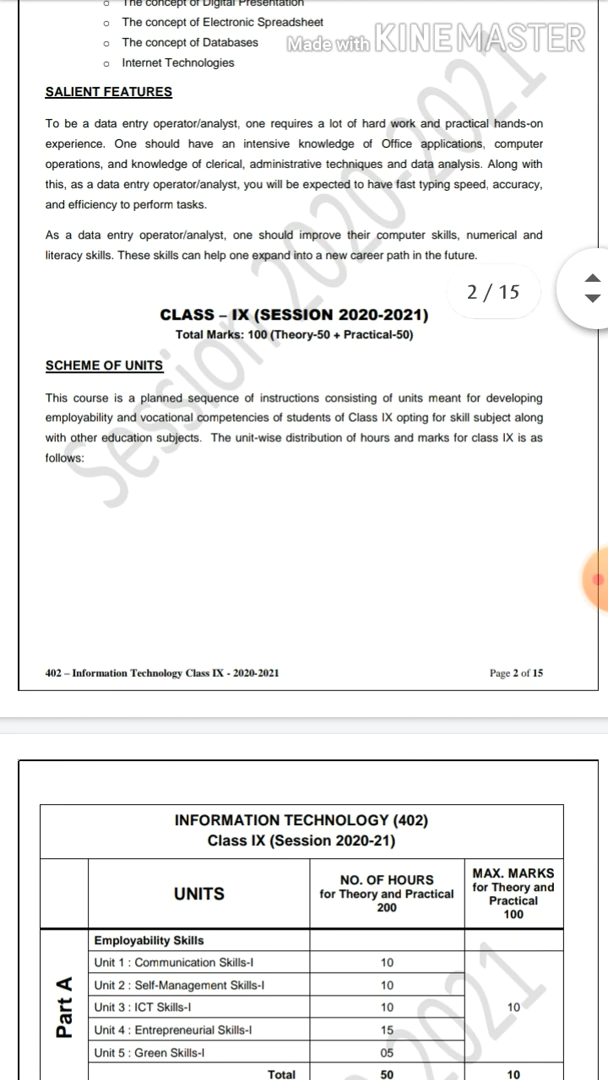 The concept of Digital Presentation
The concept of Electronic Spreadsheet
The concept of Databases
Made with KINEMASTER
Internet Technologies
SALIENT FEATURES
To be a data entry operator/analyst, one requires a lot of hard work and practical hands-on
experience. One should have an intensive knowledge of Office applications, computer
operations, and knowledge of clerical, administrative techniques and data analysis. Along with
this, as a data entry operator/analyst, you will be expected to have fast typing speed, accuracy,
and efficiency to perform tasks.
As a data entry operator/analyst, one should improve their computer skills, numerical and
literacy skills. These skills can help one expand into a new career path in the future.
2 / 15
CLASS – IX (SESSION 2020-2021)
Total Marks: 100 (Theory-50 + Practical-50)
SCHEME OF UNITS
This course is a planned sequence of instructions consisting of units meant for developing
employability and vocational competencies of students of Class IX opting for skill subject along
with other education subjects. The unit-wise distribution of hours and marks for class IX is as
follows:
Session 2020-2021
402 – Information Technology Class IX - 2020-2021 Page 2 of 15
INFORMATION TECHNOLOGY (402)
Class IX (Session 2020-21)
UNITS
NO. OF HOURS
for Theory and Practical
200
MAX. MARKS
for Theory and
Practical
100
Part A
Employability Skills
Unit 1 : Communication Skills-I 10
Unit 2 : Self-Management Skills-I 10
Unit 3 : ICT Skills-I 10 10
Unit 4 : Entrepreneurial Skills-I 15
Unit 5 : Green Skills-I 05
Total 50 10
2021